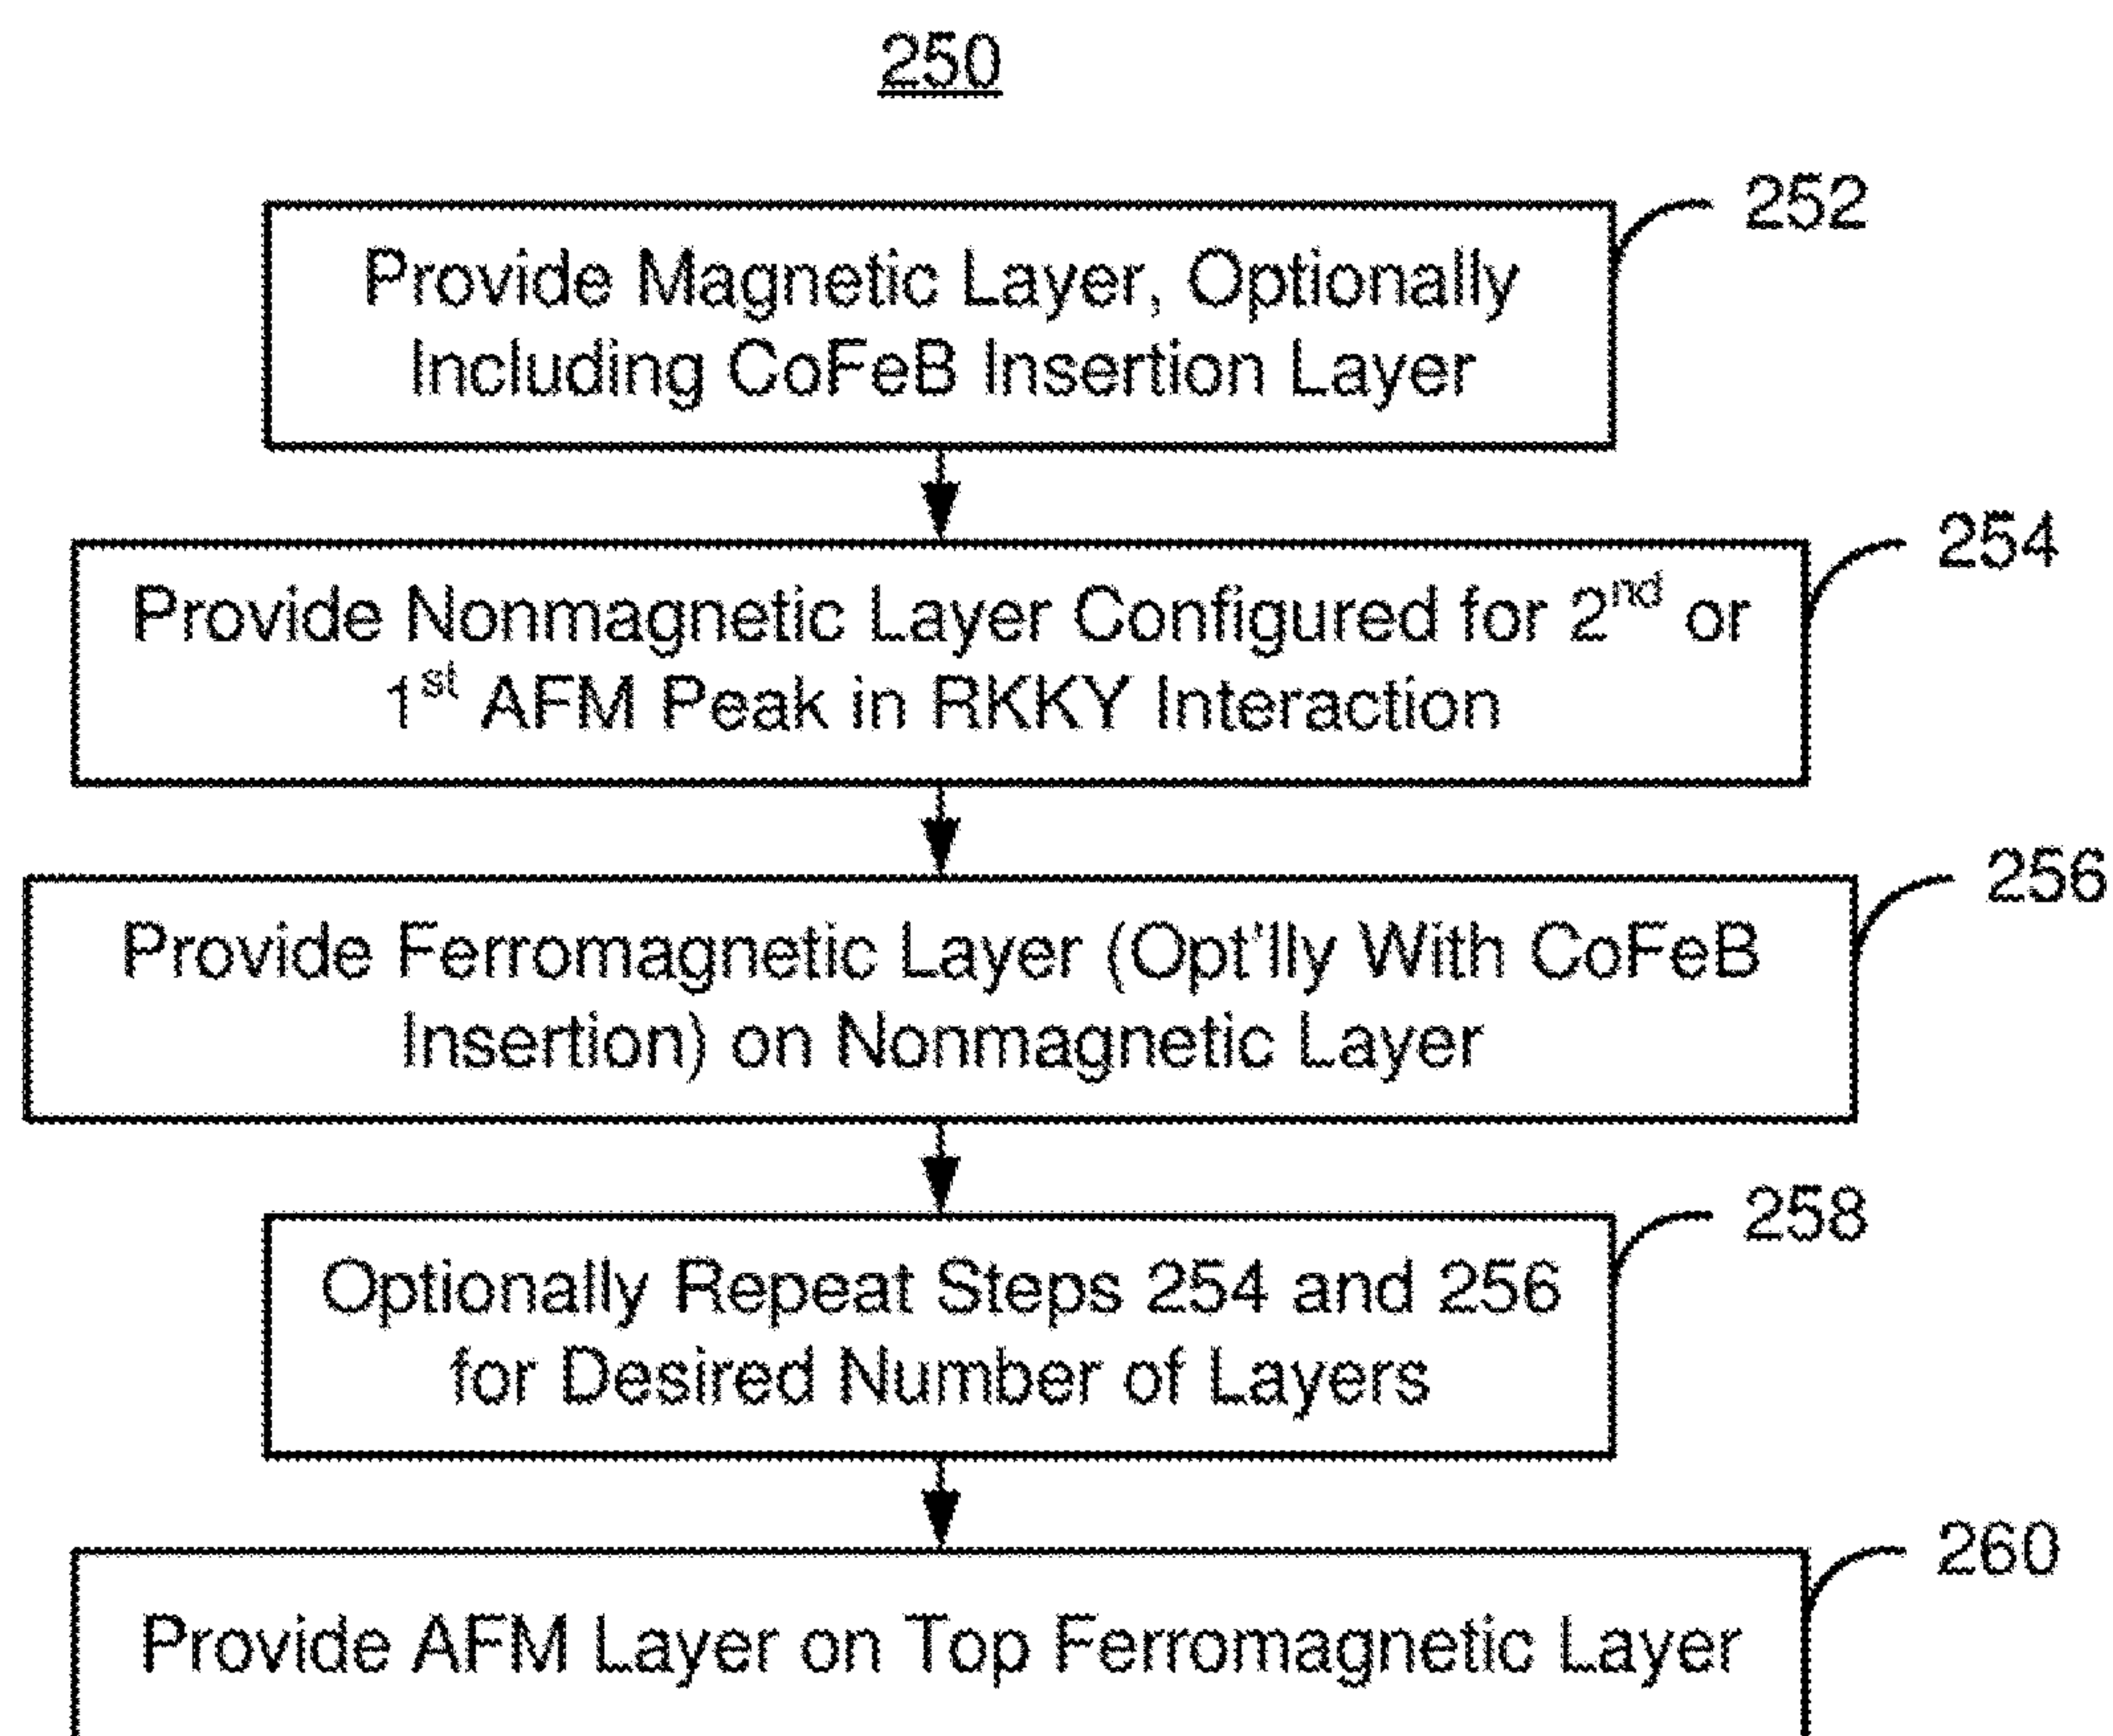 250
252
Provide Magnetic Layer, Optionally
Including CoFeB Insertion Layer
254
Provide Nonmagnetic Layer Configured for 2nd or
1st AFM Peak in RKKY Interaction
256
Provide Ferromagnetic Layer (Opt'lly With CoFeB
Insertion) on Nonmagnetic Layer
258
Optionally Repeat Steps 254 and 256
for Desired Number of Layers
260
Provide AFM Layer on Top Ferromagnetic Layer